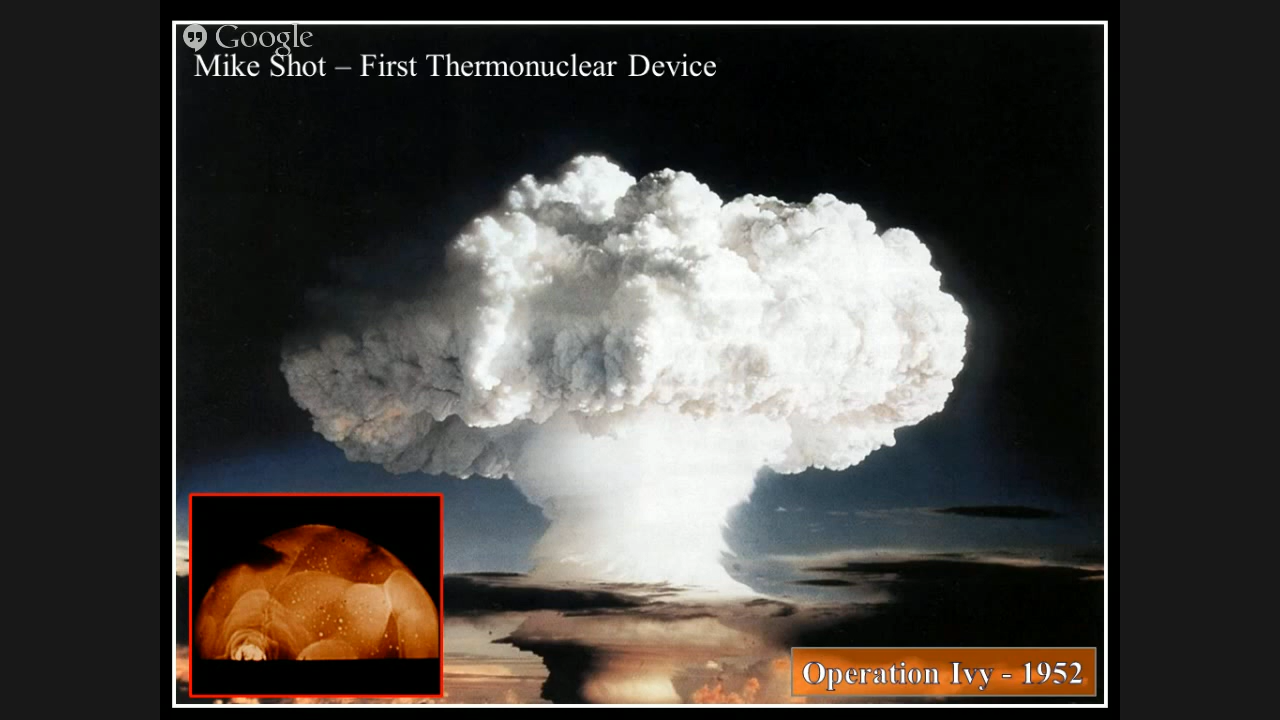 Google
Mike Shot – First Thermonuclear Device
Operation Ivy - 1952